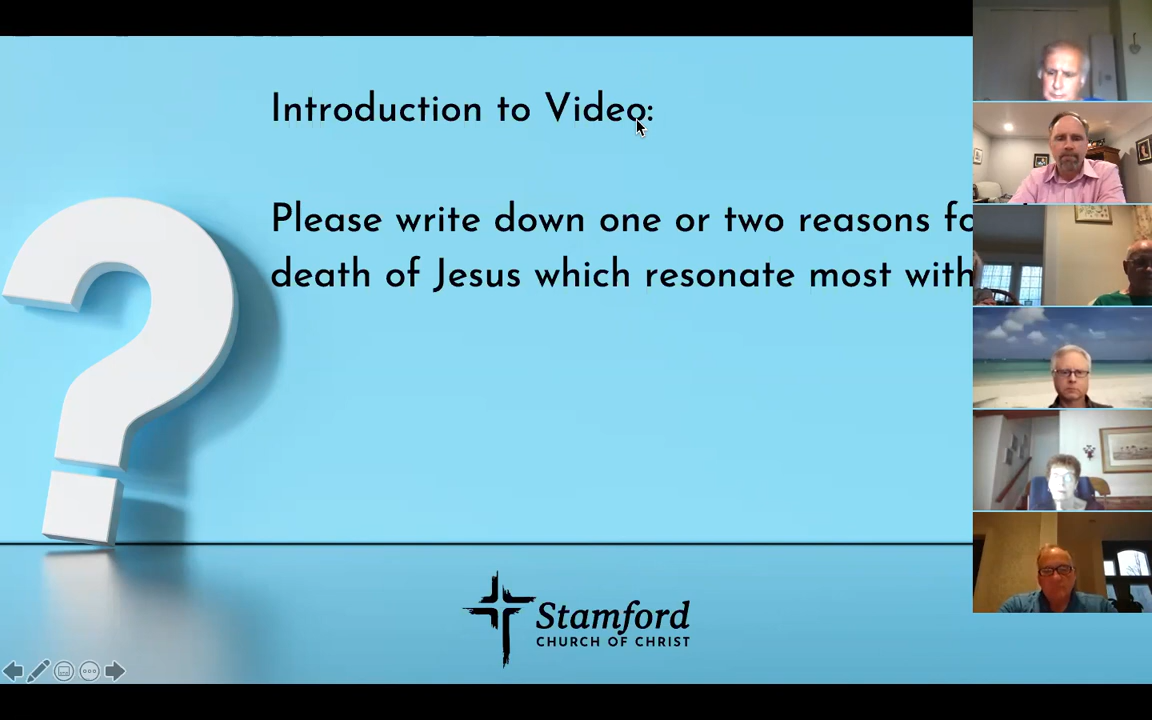 Introduction to Video:
Please write down one or two reasons fo
death of Jesus which resonate most with
Stamford
CHURCH OF CHRIST